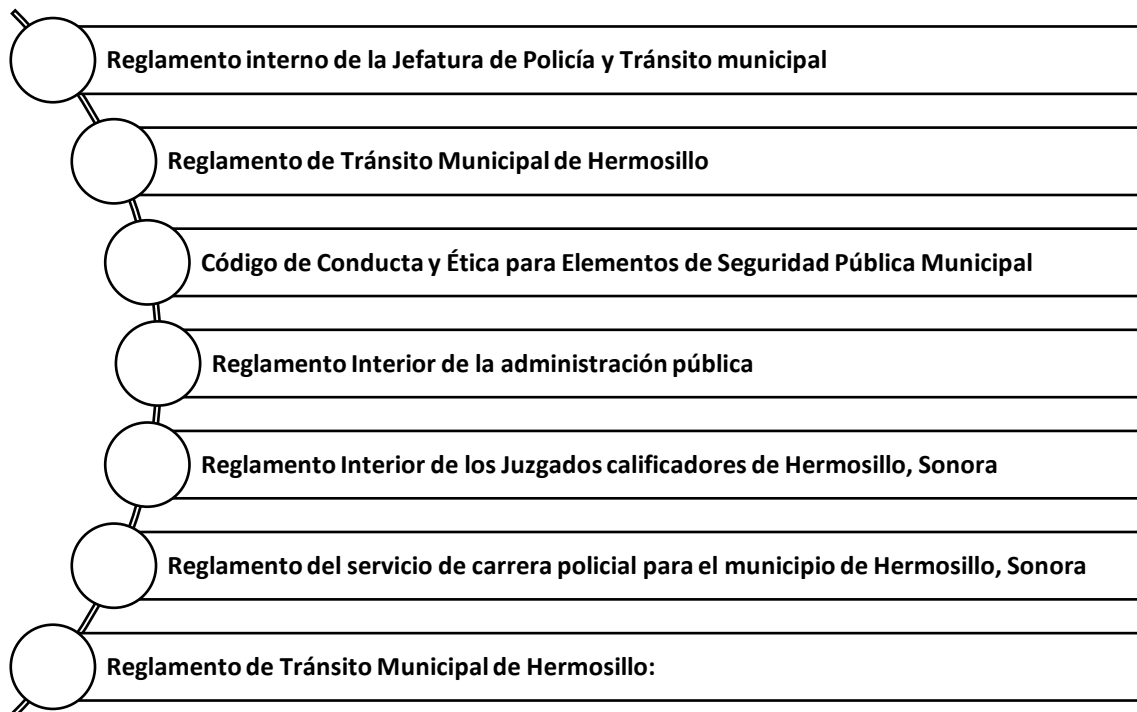 Reglamento interno de la Jefatura de Policía y Tránsito municipal
Reglamento de Tránsito Municipal de Hermosillo
Código de Conducta y Ética para Elementos de Seguridad Pública Municipal
Reglamento Interior de la administración pública
Reglamento Interior de los Juzgados calificadores de Hermosillo, Sonora
Reglamento del servicio de carrera policial para el municipio de Hermosillo, Sonora
Reglamento de Tránsito Municipal de Hermosillo: